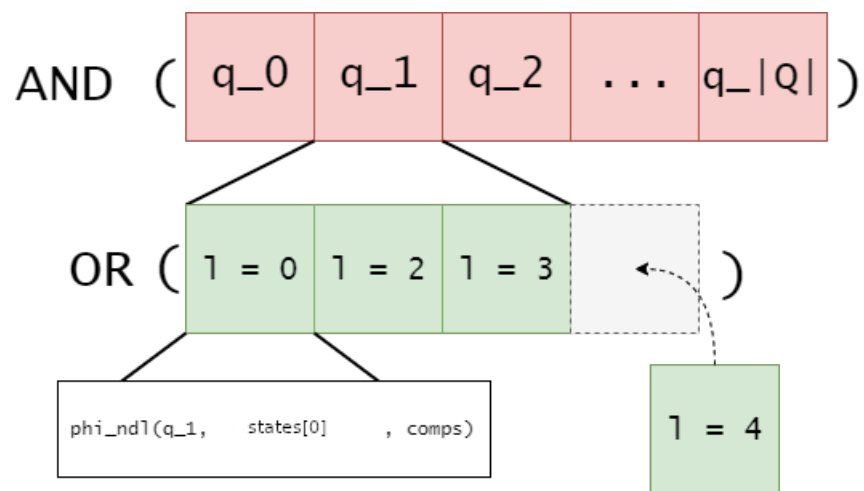 AND ( q_0 q_1 q_2 ... q_|Q| )
OR ( l = 0 l = 2 l = 3 )
phi_ndl(q_1, states[0] , comps)
l = 4